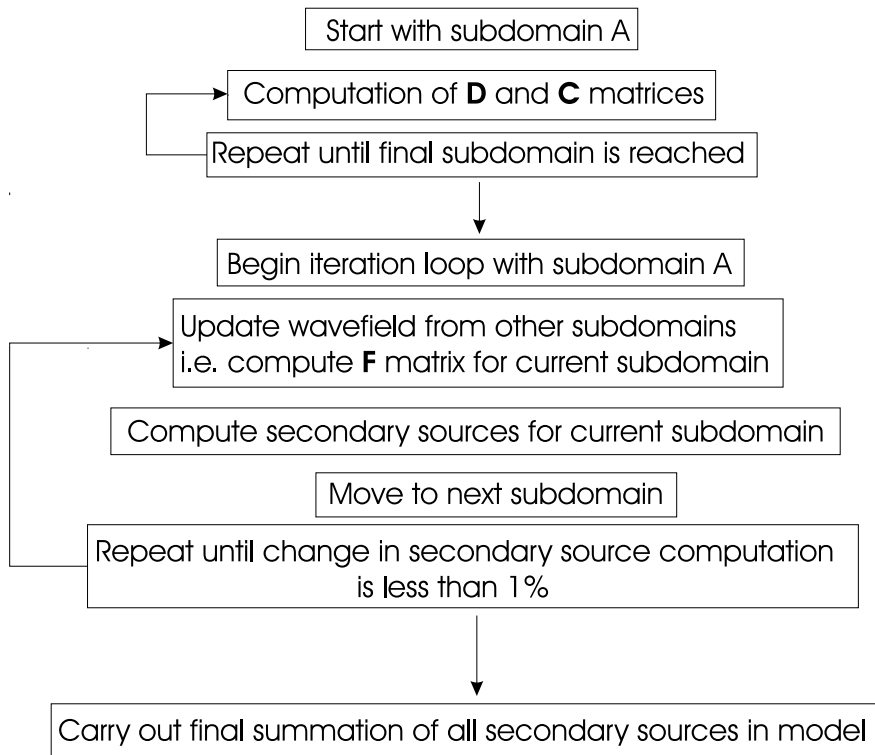 Start with subdomain A
Computation of D and C matrices
Repeat until final subdomain is reached
Begin iteration loop with subdomain A
Update wavefield from other subdomains
i.e. compute F matrix for current subdomain
Compute secondary sources for current subdomain
Move to next subdomain
Repeat until change in secondary source computation
is less than 1%
Carry out final summation of all secondary sources in model